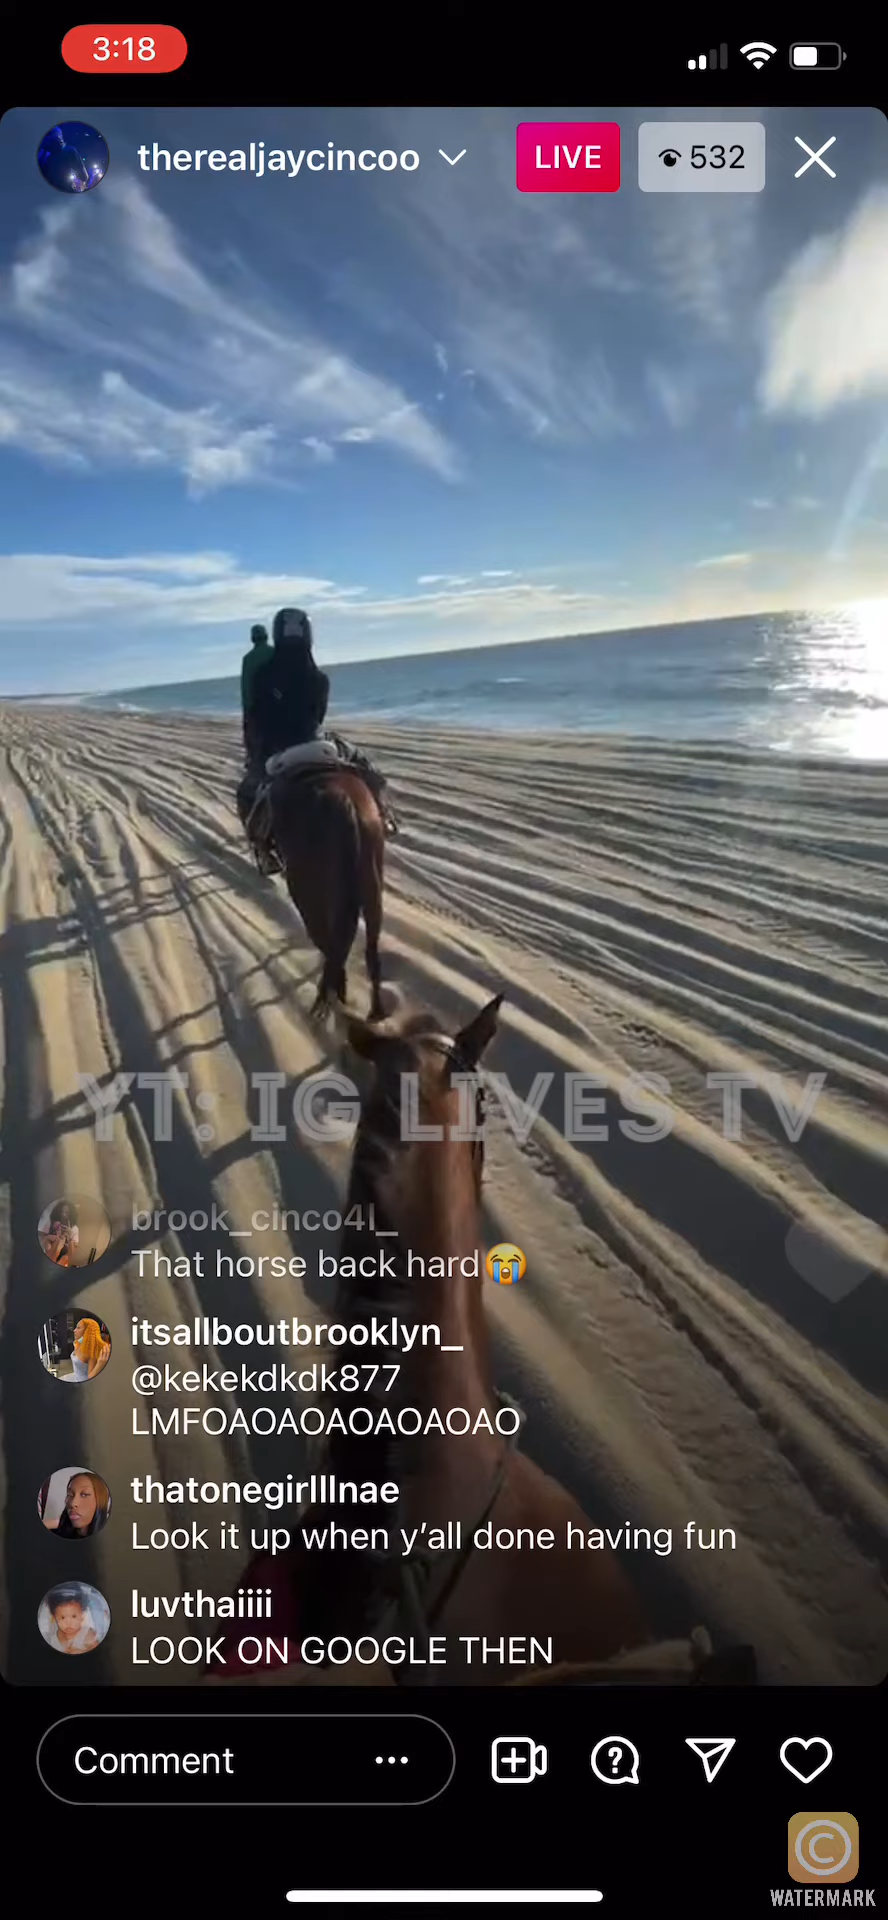 3:18
therealjaycincoo
LIVE
532
YT: IG LIVES TV
brook_cinco4l_
That horse back hard😭
itsallboutbrooklyn_
@kekekdkdk877
LMFOAOAOAOAOAOAO
thatonegirlllnae
Look it up when y’all done having fun
luvthaiiii
LOOK ON GOOGLE THEN
Comment
WATERMARK